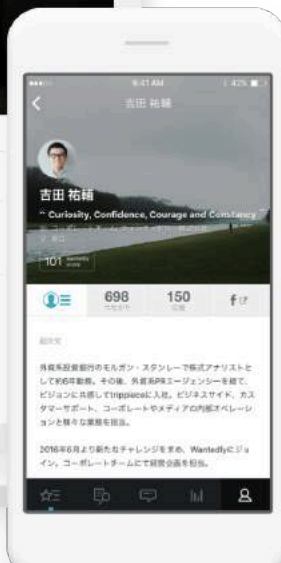 9:41 AM
42%
吉田 祐輔
吉田 祐輔
“ Curiosity, Confidence, Courage and Constancy ”
101 wantedly score
698
つながり
150
f
外資系投資銀行のモルガン・スタンレーで株式アナリストと
して約6年勤務。その後、外資系PRエージェンシーを経て、
ビジョンに共感してtrippieceに入社。ビジネスサイド、カス
タマーサポート、コーポレートやメディアの内部オペレーシ
ョンと様々な業務を担当。
2016年6月より新たなチャレンジを求め、Wantedlyにジョ
イン。コーポレートチームにて経営企画を担当。